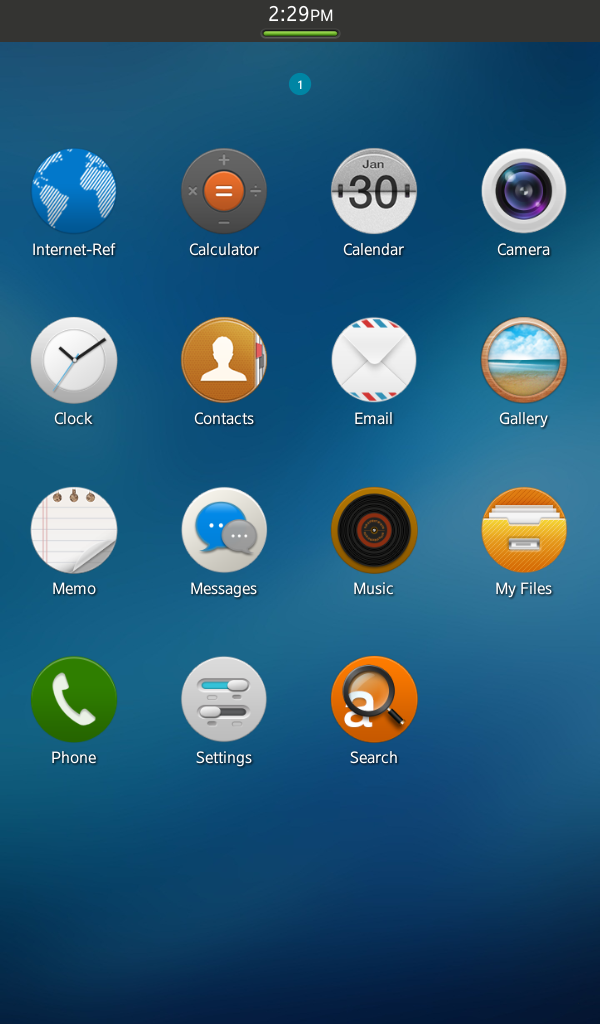 2:29PM
1
Jan
30
Internet-Ref
Calculator
Calendar
Camera
Clock
Contacts
Email
Gallery
Memo
Messages
Music
My Files
a
Phone
Settings
Search